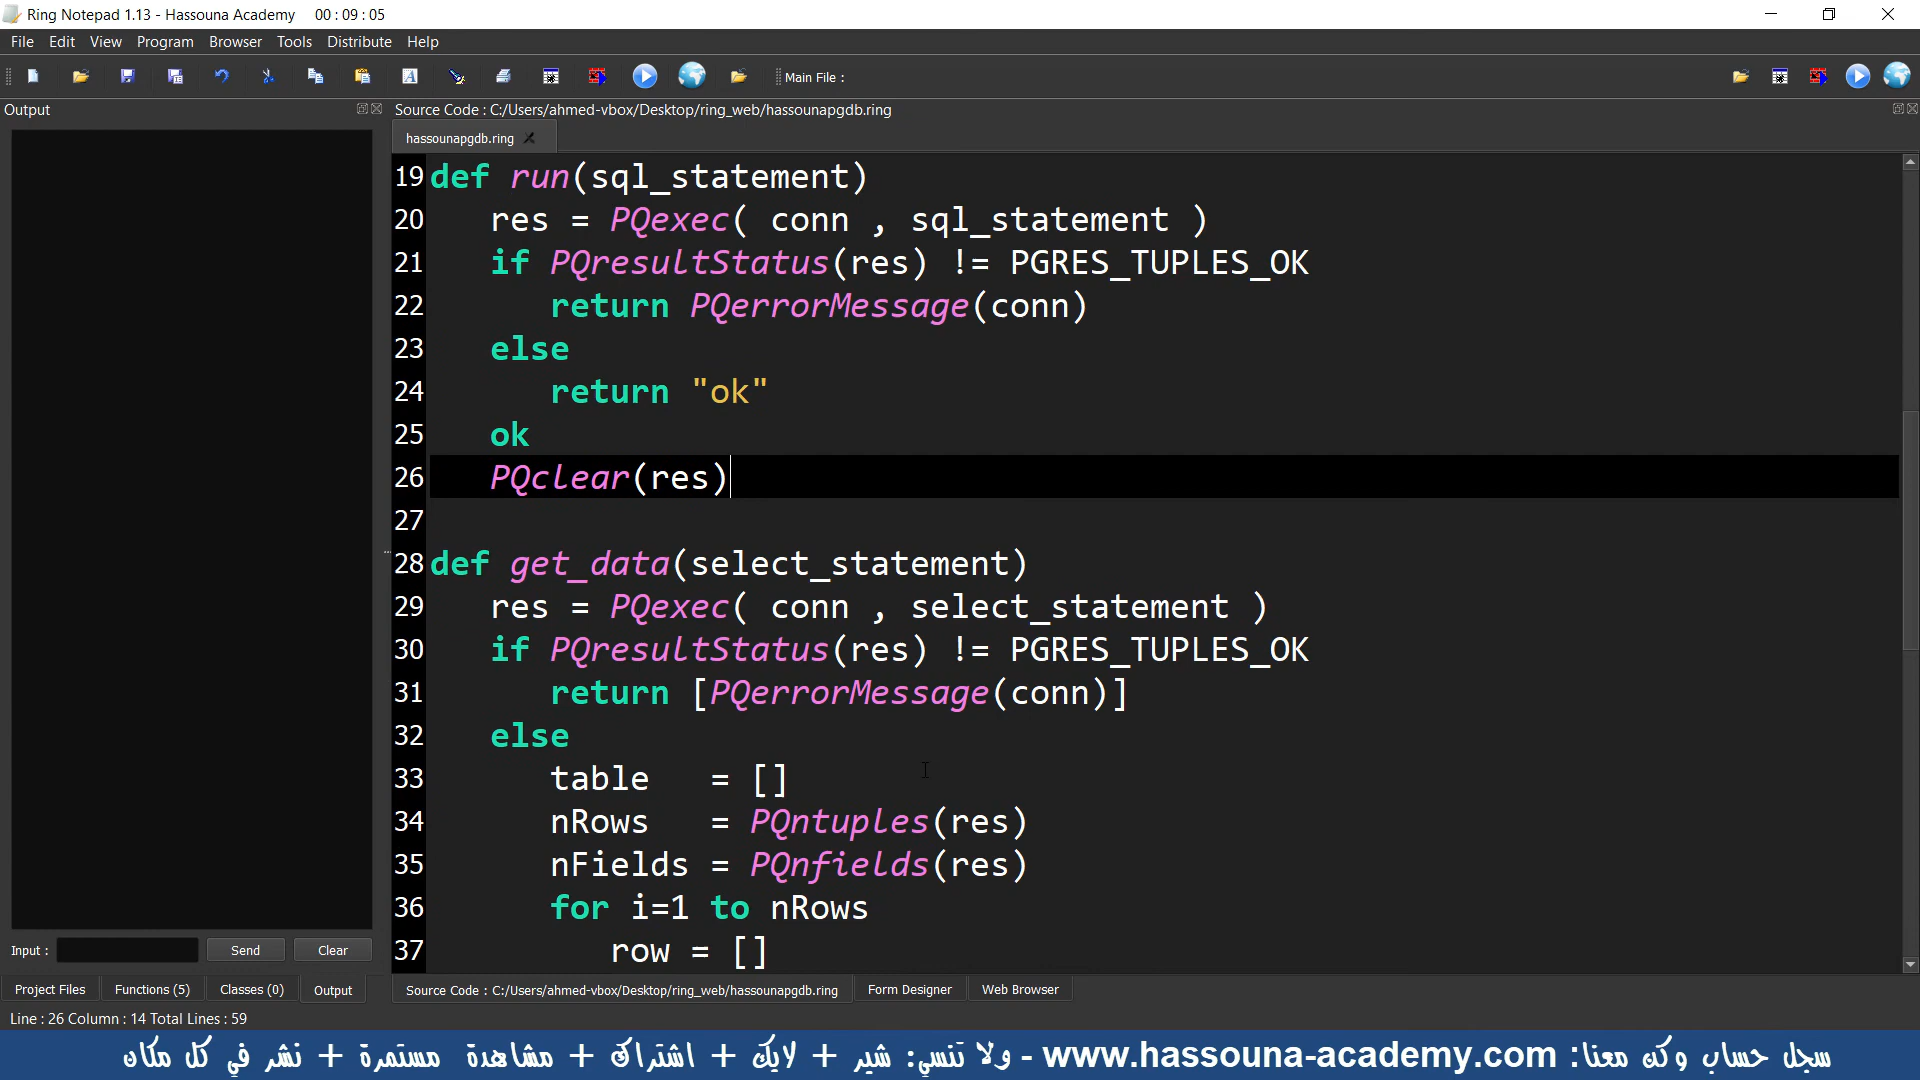 Ring Notepad 1.13 - Hassouna Academy 00 : 09 : 05
File Edit View Program Browser Tools Distribute Help
Main File :
Output
Source Code : C:/Users/ahmed-vbox/Desktop/ring_web/hassounapgdb.ring
hassounapgdb.ring
19 def run(sql_statement)
20 res = PQexec( conn , sql_statement )
21 if PQresultStatus(res) != PGRES_TUPLES_OK
22 return PQerrorMessage(conn)
23 else
24 return "ok"
25 ok
26 PQclear(res)
27
28 def get_data(select_statement)
29 res = PQexec( conn , select_statement )
30 if PQresultStatus(res) != PGRES_TUPLES_OK
31 return [PQerrorMessage(conn)]
32 else
33 table = []
34 nRows = PQntuples(res)
35 nFields = PQnfields(res)
36 for i=1 to nRows
37 row = []
Input : Send Clear
Project Files Functions (5) Classes (0) Output
Source Code : C:/Users/ahmed-vbox/Desktop/ring_web/hassounapgdb.ring Form Designer Web Browser
Line : 26 Column : 14 Total Lines : 59
سجل حساب وكن معنا: www.hassouna-academy.com - ولا تنسي: شير + لايك + اشتراك + مشاهدة مستمرة + نشر في كل مكان